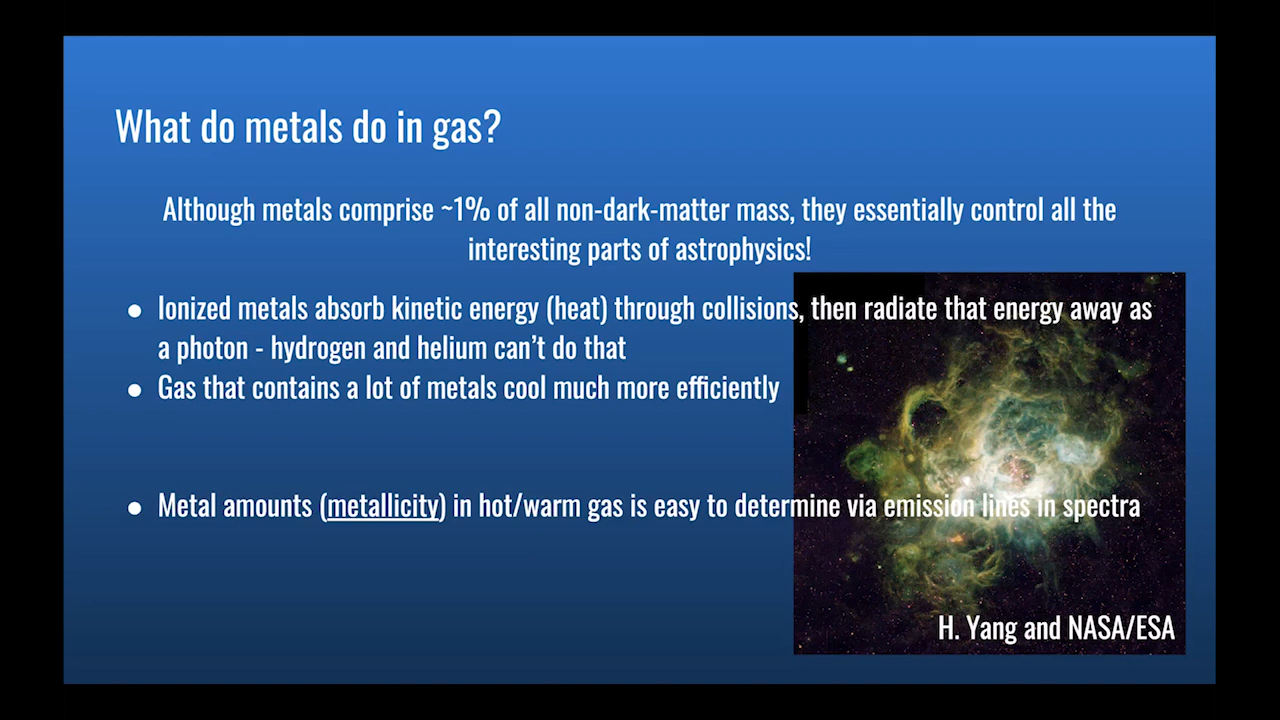 What do metals do in gas?
Although metals comprise ~1% of all non-dark-matter mass, they essentially control all the
interesting parts of astrophysics!
● Ionized metals absorb kinetic energy (heat) through collisions, then radiate that energy away as
a photon - hydrogen and helium can’t do that
● Gas that contains a lot of metals cool much more efficiently
● Metal amounts (metallicity) in hot/warm gas is easy to determine via emission lines in spectra
H. Yang and NASA/ESA